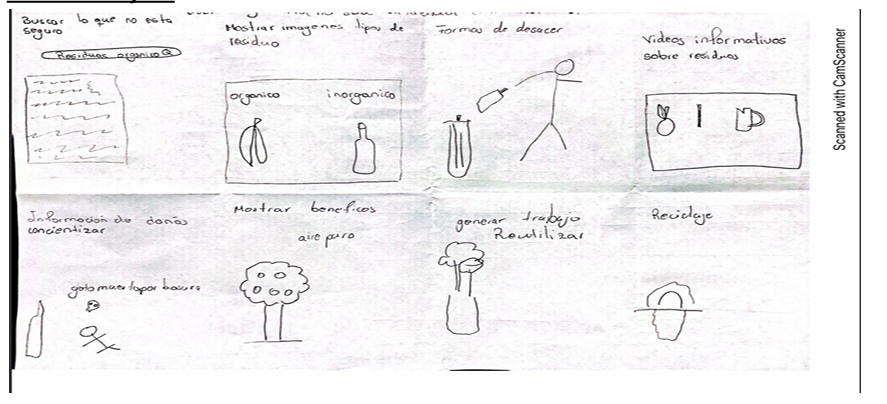 Buscar lo que no esta
seguro
Residuos organico
Mostrar imagenes tipos de
residuo
organico inorganico
Formas de desacer
Videos informativos
sobre residuos
Información de daños
concientizar
gato muerto por basura
Mostrar beneficos
aire puro
generar trabajo
Reutilizar
Reciclaje
Scanned with CamScanner